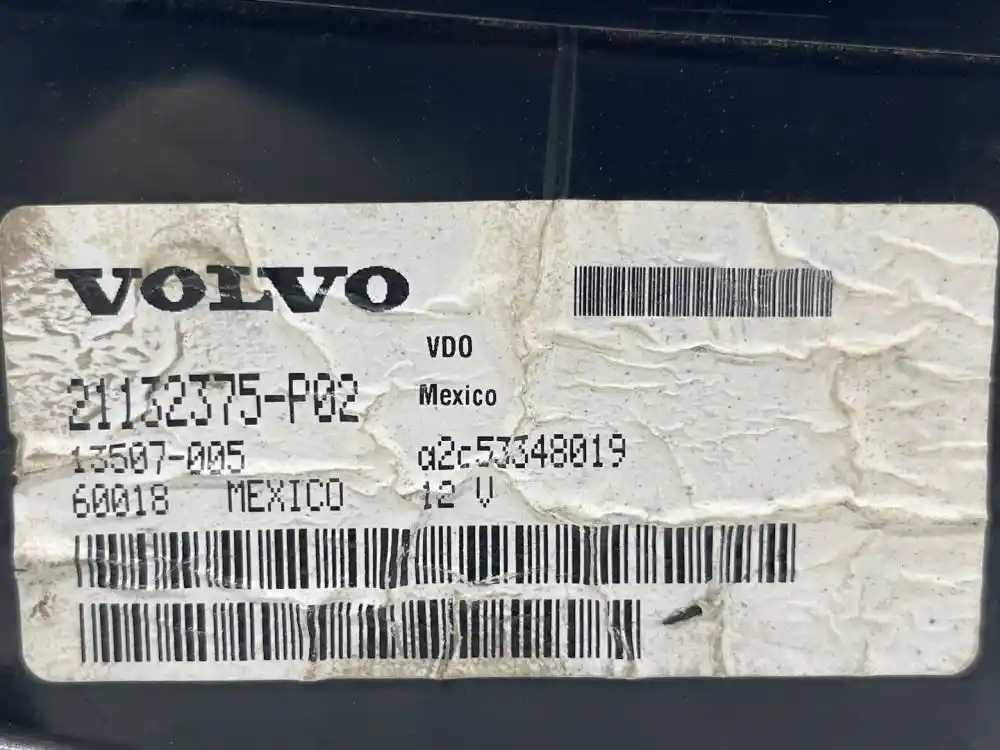 VOLVO
VDO
21132375-P02
Mexico
13507-005
a2c53348019
60018 MEXICO
12 V